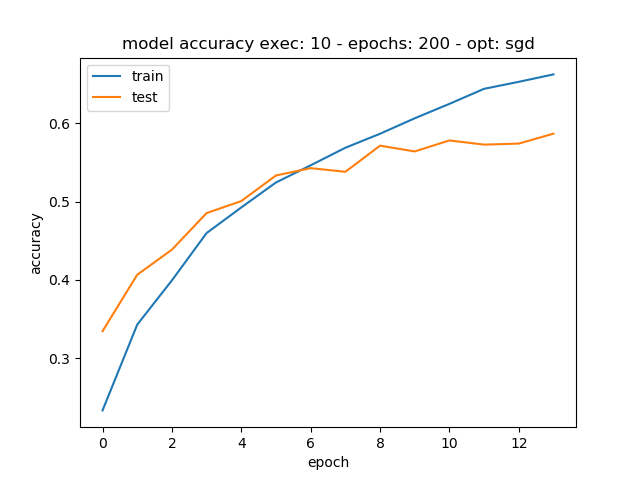 model accuracy exec: 10 - epochs: 200 - opt: sgd
train
test
accuracy
0.6
0.5
0.4
0.3
0 2 4 6 8 10 12
epoch